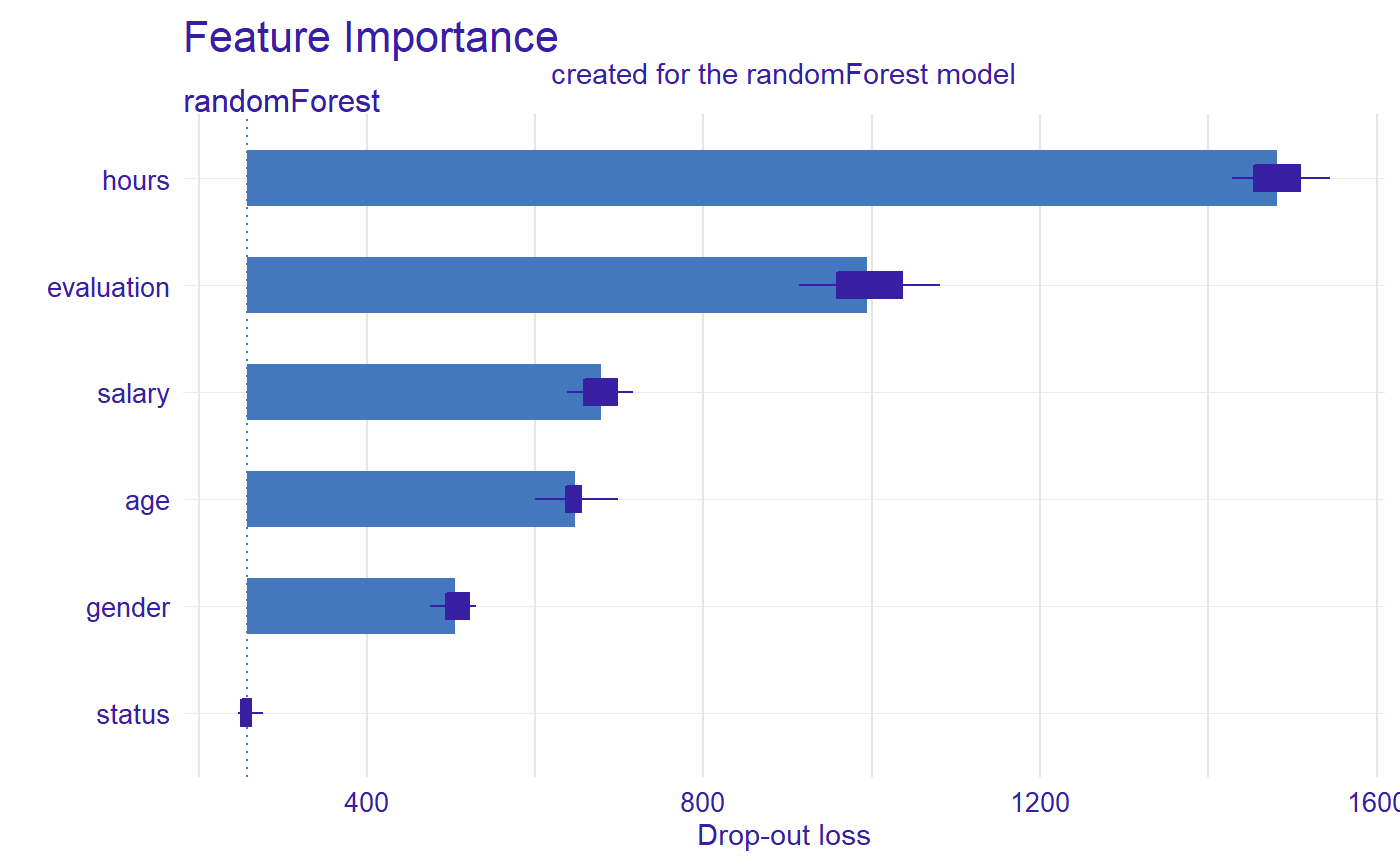 Feature Importance
created for the randomForest model
randomForest
hours
evaluation
salary
age
gender
status
400 800 1200 1600
Drop-out loss